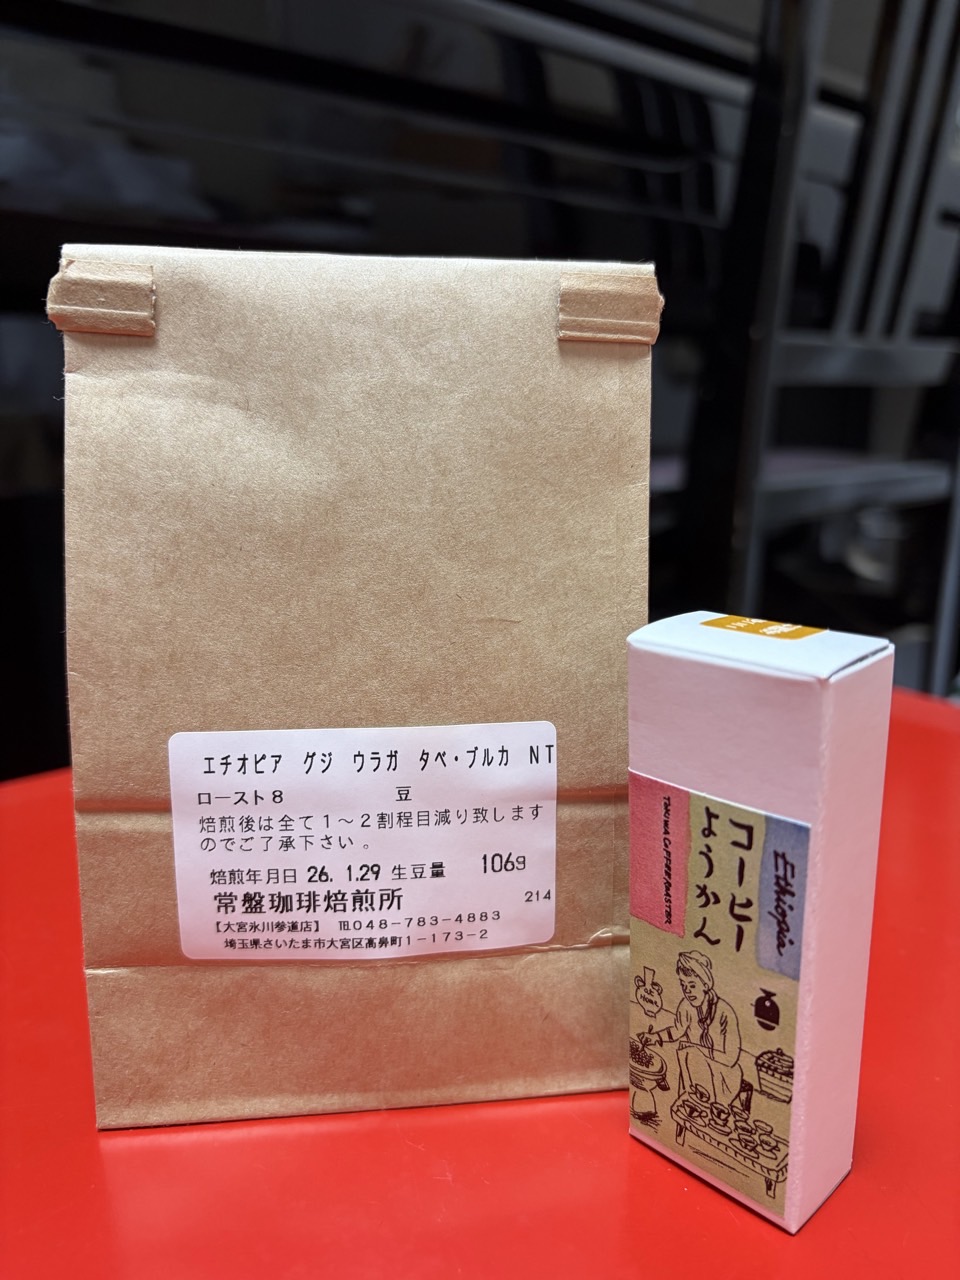 エチオピア グジ ウラガ タベ・ブルカ NT
ロースト8 豆
焙煎後は全て1～2割程目減り致します
のでご了承下さい 。
焙煎年月日 26. 1.29 生豆量 106g
常盤珈琲焙煎所 214
【大宮氷川参道店】 ℡048-783-4883
埼玉県さいたま市大宮区高鼻町1-173-2
Ethiopia
コーヒー
ようかん
TOKIWA COFFEE ROASTER